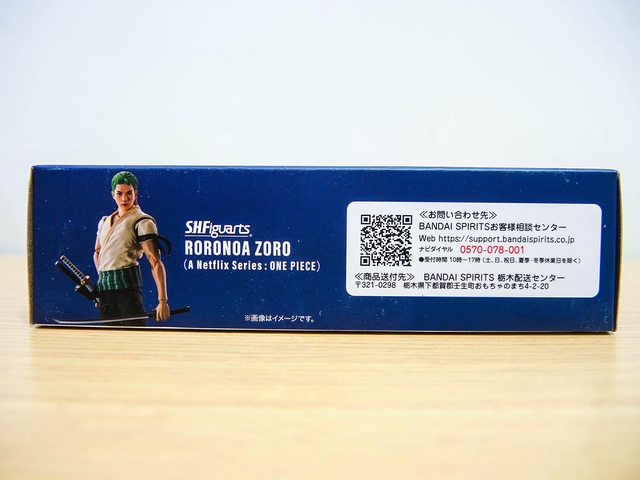 S.H.Figuarts
RORONOA ZORO
(A Netflix Series: ONE PIECE)
※画像はイメージです。
≪お問い合わせ先≫
BANDAI SPIRITSお客様相談センター
Web https://support.bandaispirits.co.jp
ナビダイヤル 0570-078-001
●受付時間 10時~17時 (土、日、祝日、夏季・冬季休業日を除く)
≪商品送付先≫ BANDAI SPIRITS 栃木配送センター
〒321-0298 栃木県下都賀郡壬生町おもちゃのまち4-2-20